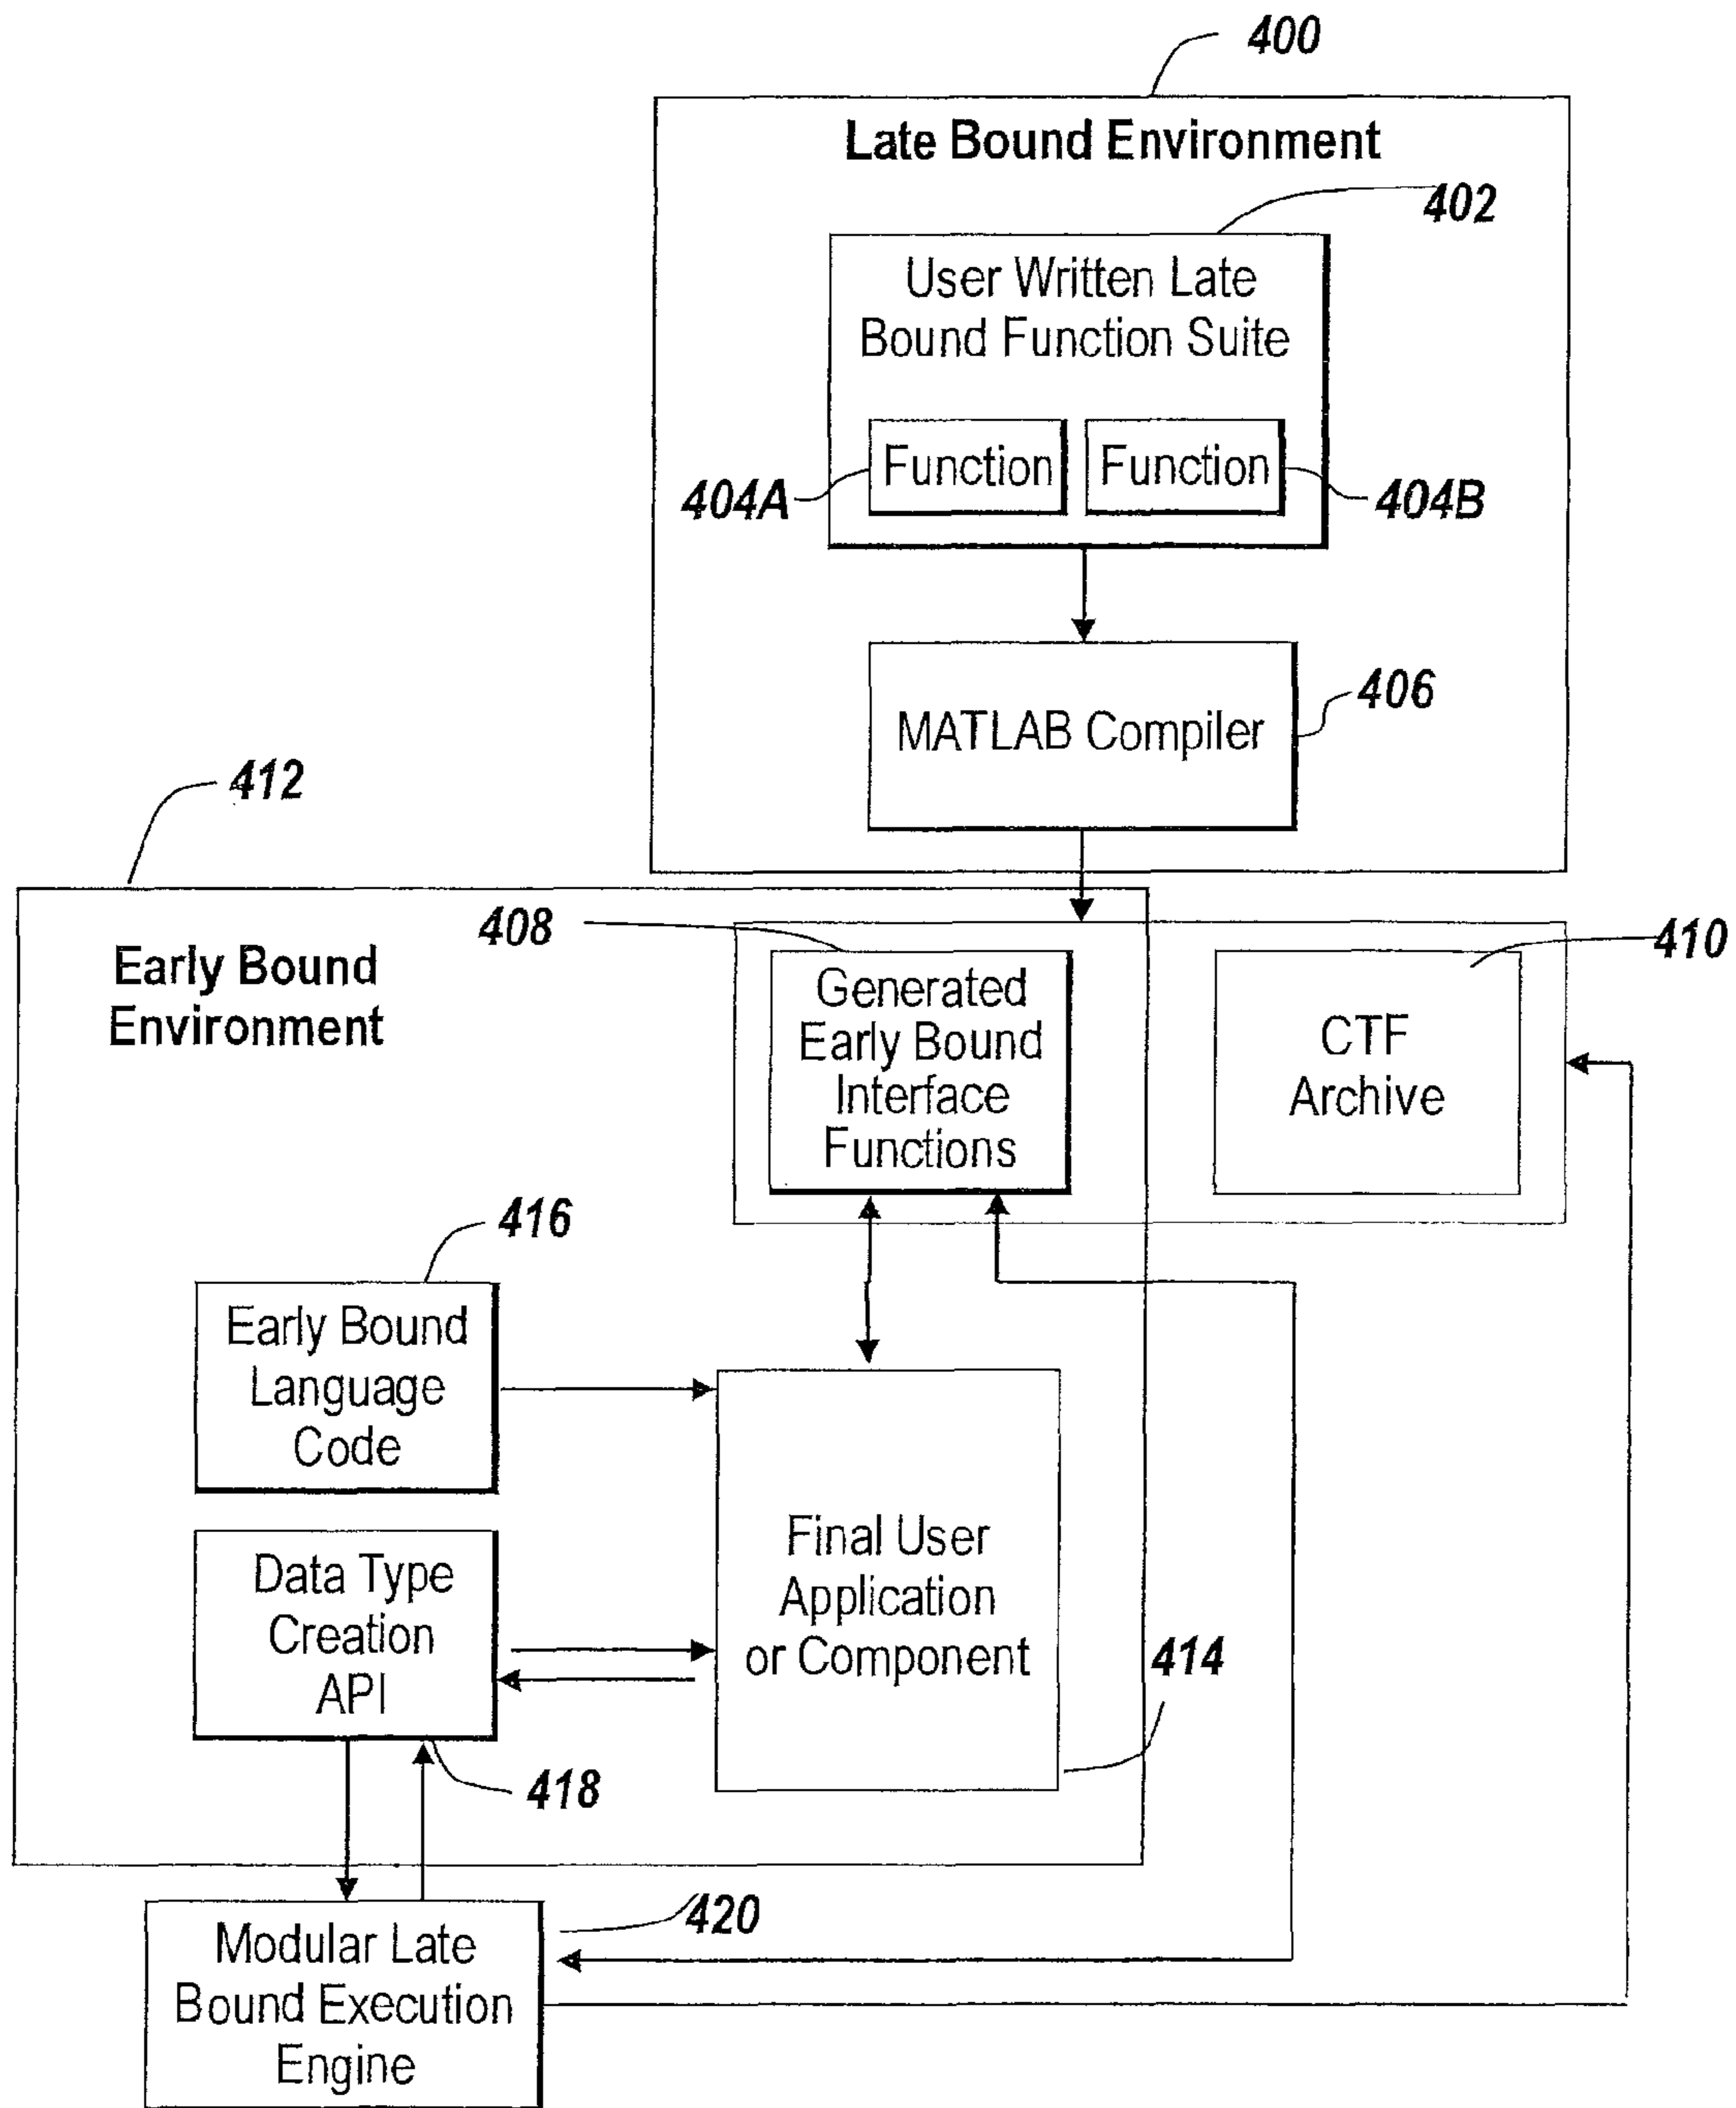 400
Late Bound Environment
402
User Written Late
Bound Function Suite
Function
Function
404A
404B
MATLAB Compiler
406
412
Early Bound
Environment
408
Generated
Early Bound
Interface
Functions
410
CTF
Archive
416
Early Bound
Language
Code
Data Type
Creation
API
418
Final User
Application
or Component
414
420
Modular Late
Bound Execution
Engine